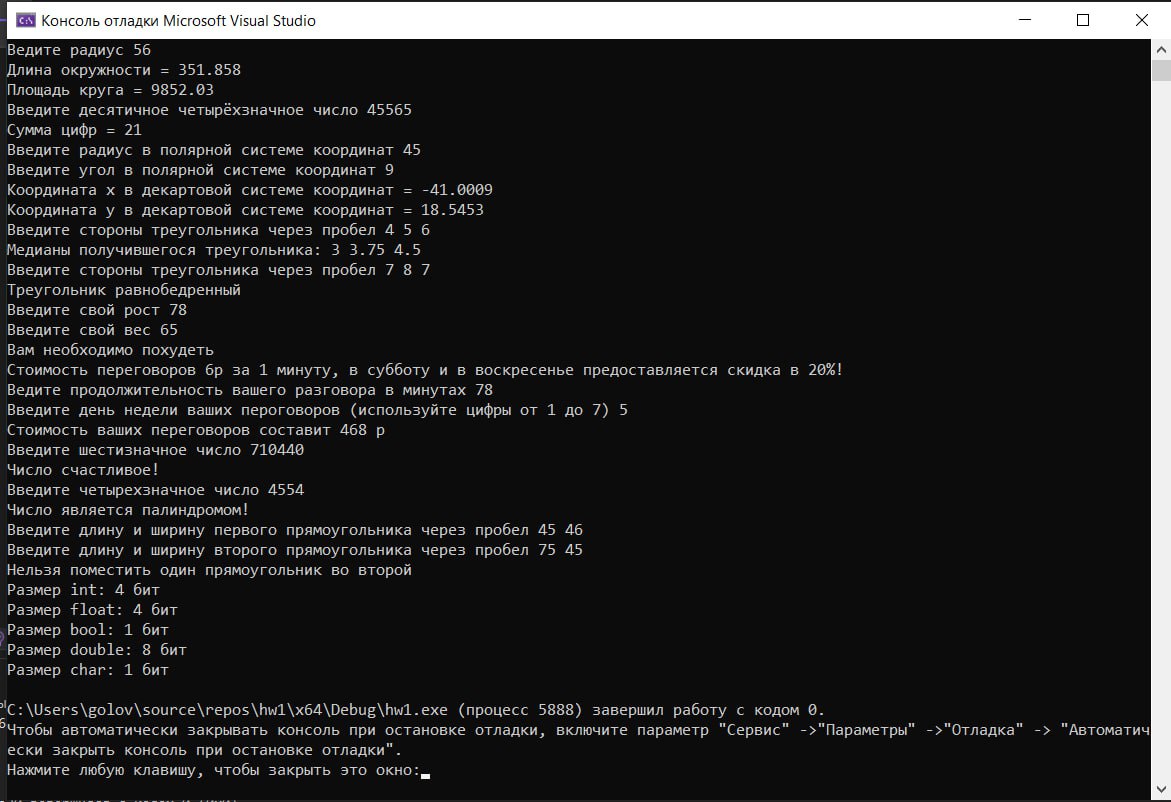 Консоль отладки Microsoft Visual Studio
Ведите радиус 56
Длина окружности = 351.858
Площадь круга = 9852.03
Введите десятичное четырёхзначное число 45565
Сумма цифр = 21
Введите радиус в полярной системе координат 45
Введите угол в полярной системе координат 9
Координата x в декартовой системе координат = -41.0009
Координата y в декартовой системе координат = 18.5453
Введите стороны треугольника через пробел 4 5 6
Медианы получившегося треугольника: 3 3.75 4.5
Введите стороны треугольника через пробел 7 8 7
Треугольник равнобедренный
Введите свой рост 78
Введите свой вес 65
Вам необходимо похудеть
Стоимость переговоров 6р за 1 минуту, в субботу и в воскресенье предоставляется скидка в 20%!
Ведите продолжительность вашего разговора в минутах 78
Введите день недели ваших пероговоров (используйте цифры от 1 до 7) 5
Стоимость ваших переговоров составит 468 р
Введите шестизначное число 710440
Число счастливое!
Введите четырехзначное число 4554
Число является палиндромом!
Введите длину и ширину первого прямоугольника через пробел 45 46
Введите длину и ширину второго прямоугольника через пробел 75 45
Нельзя поместить один прямоугольник во второй
Размер int: 4 бит
Размер float: 4 бит
Размер bool: 1 бит
Размер double: 8 бит
Размер char: 1 бит
C:\Users\golov\source\repos\hw1\x64\Debug\hw1.exe (процесс 5888) завершил работу с кодом 0.
Чтобы автоматически закрывать консоль при остановке отладки, включите параметр "Сервис" ->"Параметры" ->"Отладка" -> "Автоматич
ески закрыть консоль при остановке отладки".
Нажмите любую клавишу, чтобы закрыть это окно: